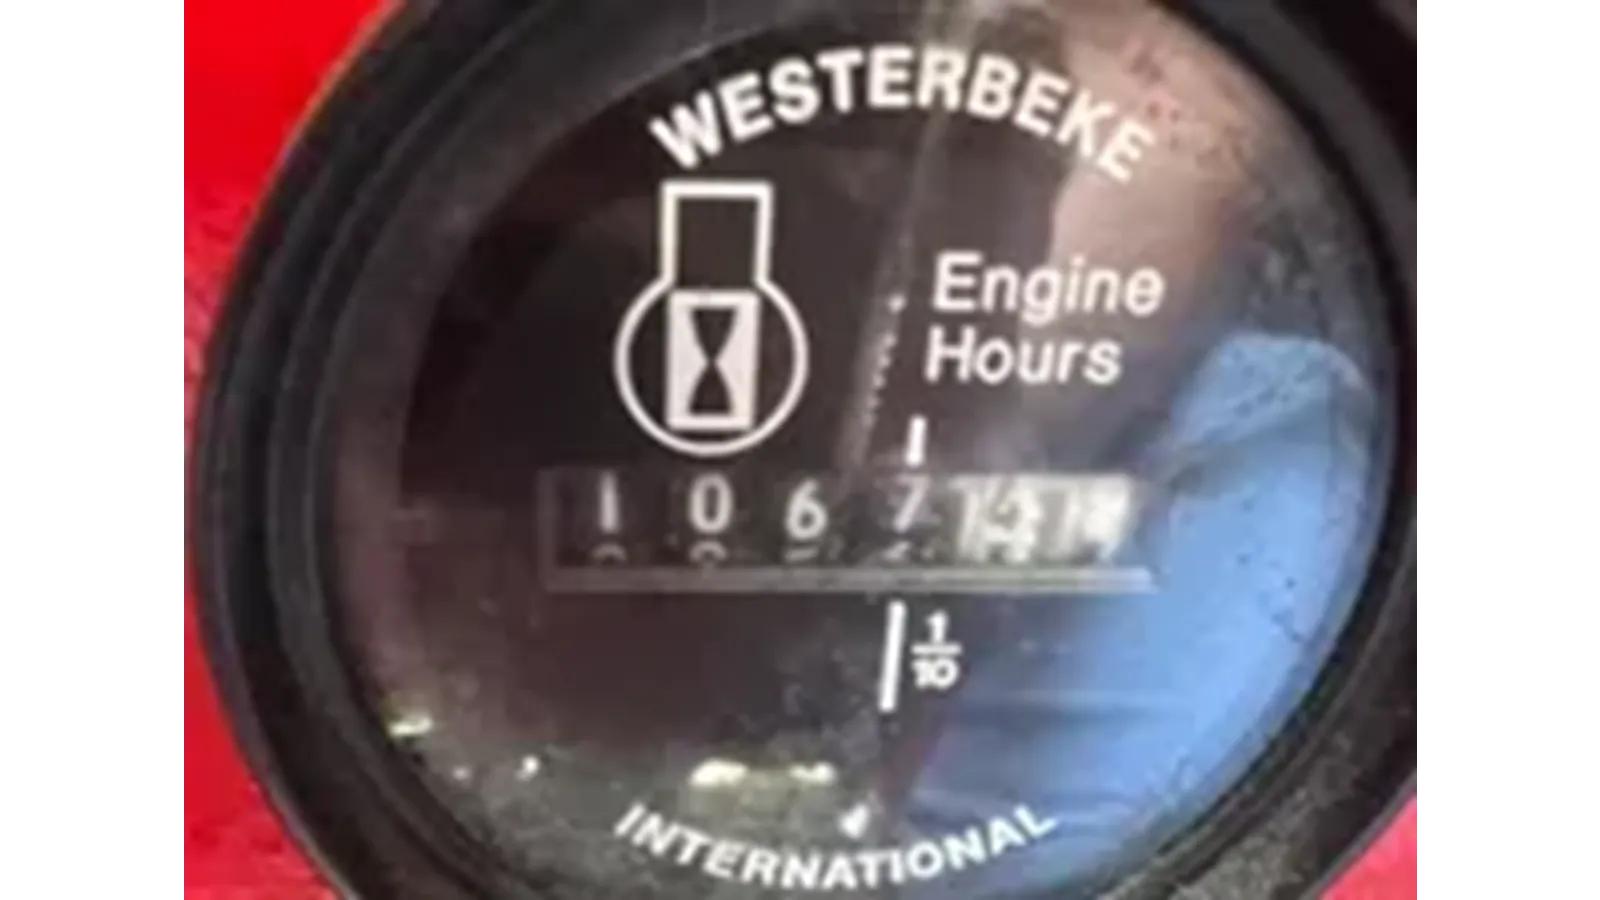 WESTERBEKE
Engine
Hours
1067
1/10
INTERNATIONAL